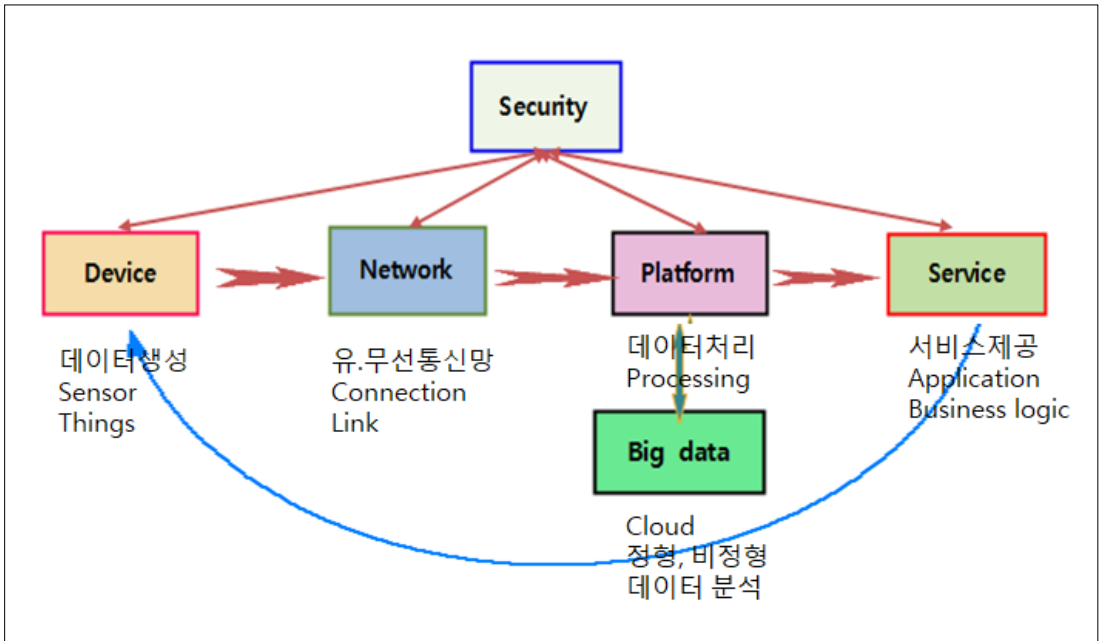 Security
Device
Network
Platform
Service
데이터생성
Sensor
Things
유.무선통신망
Connection
Link
데이터처리
Processing
서비스제공
Application
Business logic
Big data
Cloud
정형, 비정형
데이터 분석